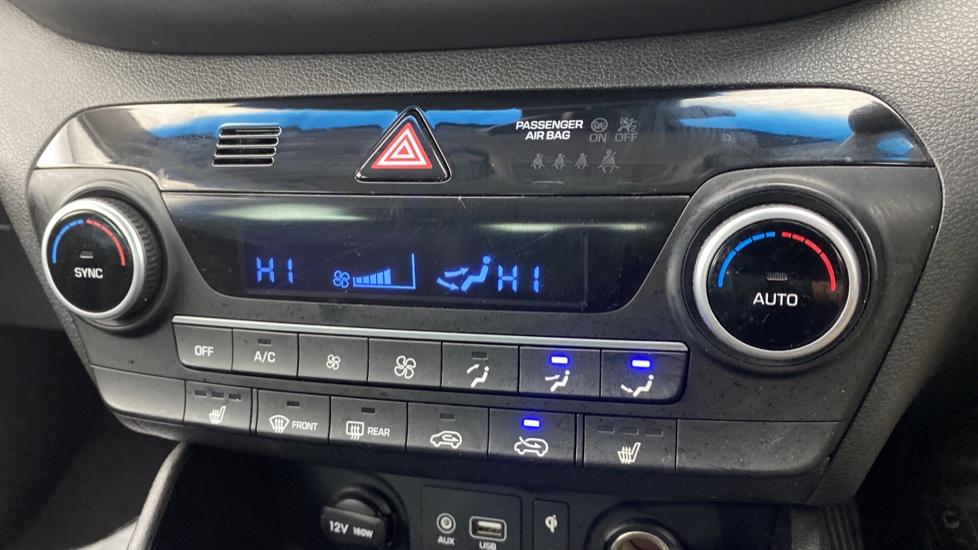 PASSENGER
AIR BAG
ON OFF
HI HI
SYNC
AUTO
OFF
A/C
FRONT
REAR
12V 180W
AUX
USB